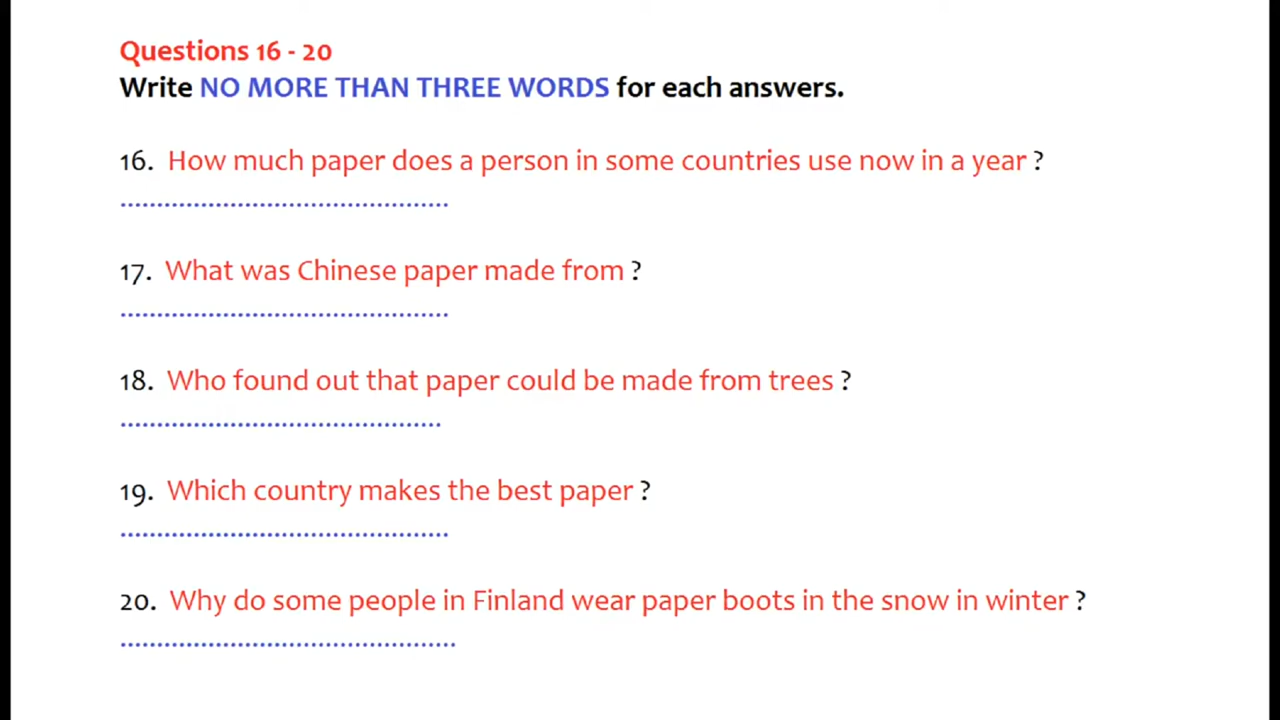 Questions 16 - 20
Write NO MORE THAN THREE WORDS for each answers.
16. How much paper does a person in some countries use now in a year ?
.............................................
17. What was Chinese paper made from ?
.............................................
18. Who found out that paper could be made from trees ?
............................................
19. Which country makes the best paper ?
.............................................
20. Why do some people in Finland wear paper boots in the snow in winter ?
..............................................